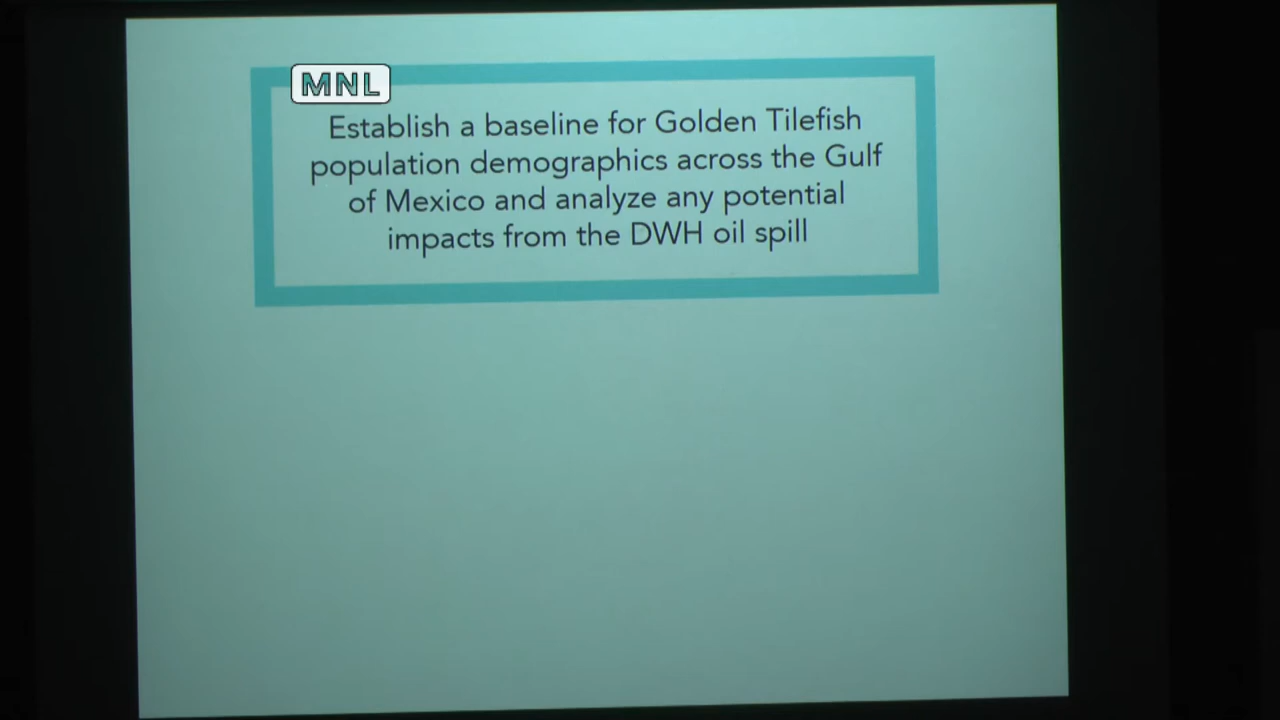 MNL
Establish a baseline for Golden Tilefish
population demographics across the Gulf
of Mexico and analyze any potential
impacts from the DWH oil spill